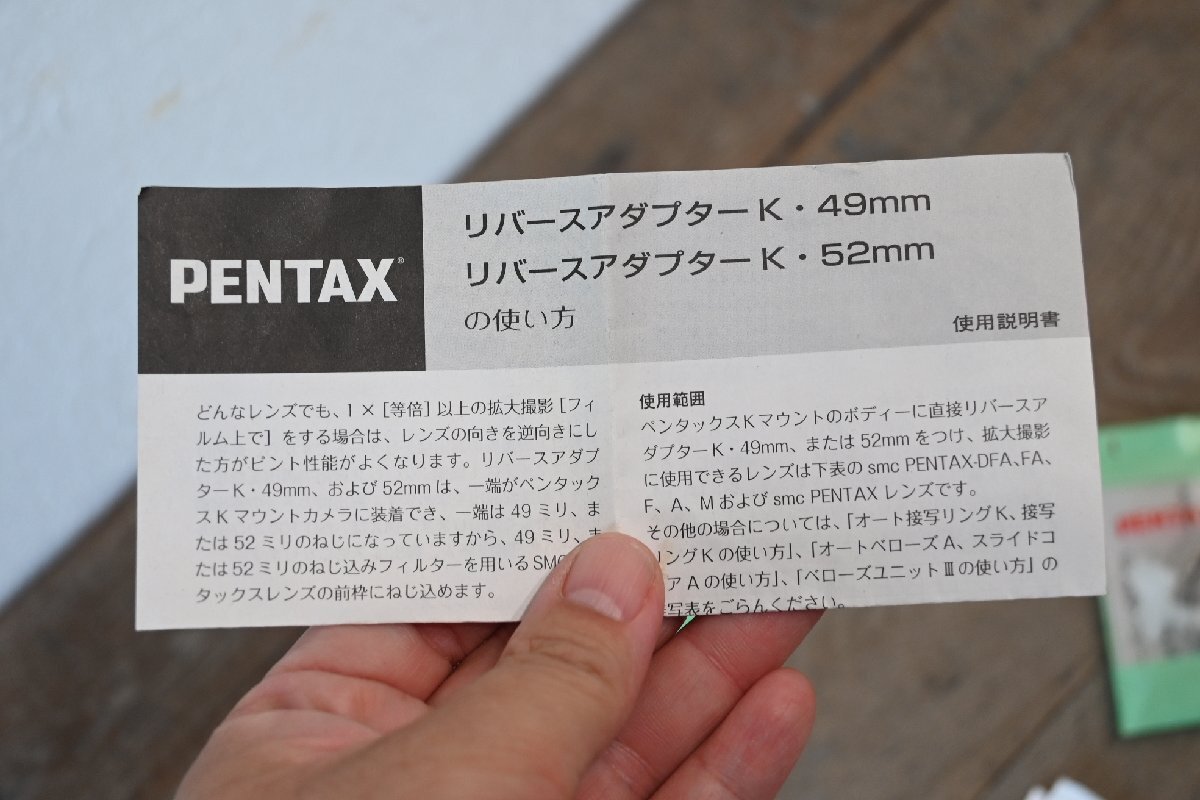 PENTAX®
リバースアダプターK・49mm
リバースアダプターK・52mm
の使い方
使用説明書
どんなレンズでも、1×[等倍]以上の拡大撮影[フィ
ルム上で]をする場合は、レンズの向きを逆向きにし
た方がピント性能がよくなります。リバースアダプ
ターK・49mm、および52mmは、一端がペンタック
スKマウントカメラに装着でき、一端は49ミリ、ま
たは52ミリのねじになっていますから、49ミリ、ま
たは52ミリのねじ込みフィルターを用いるSMC
タックスレンズの前枠にねじ込めます。
使用範囲
ペンタックスKマウントのボディーに直接リバースア
ダプターK・49mm、または52mmをつけ、拡大撮影
に使用できるレンズは下表のsmc PENTAX-DFA、FA、
F、A、Mおよびsmc PENTAXレンズです。
その他の場合については、「オート接写リングK、接写
リングKの使い方」、「オートベローズA、スライドコ
アAの使い方」、「ベローズユニットⅢの使い方」の
写表をごらんください。
PENTA